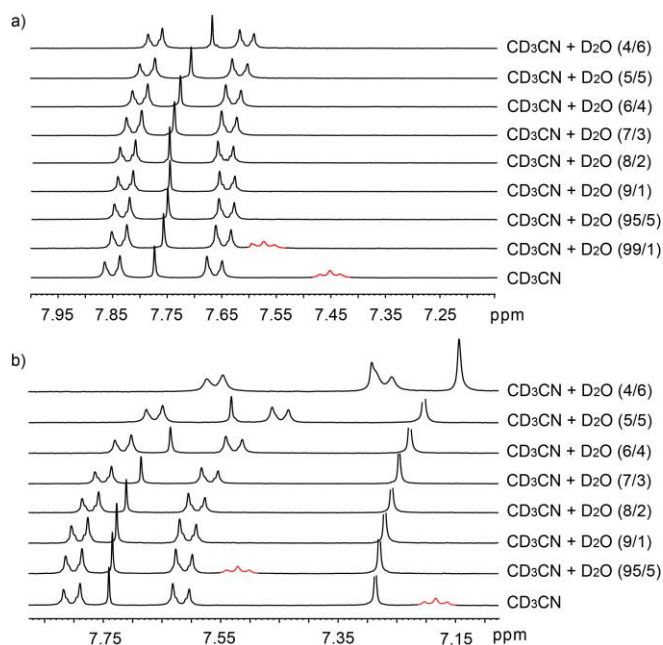 a)
CD3CN + D2O (4/6)
CD3CN + D2O (5/5)
CD3CN + D2O (6/4)
CD3CN + D2O (7/3)
CD3CN + D2O (8/2)
CD3CN + D2O (9/1)
CD3CN + D2O (95/5)
CD3CN + D2O (99/1)
CD3CN
7.95 7.85 7.75 7.65 7.55 7.45 7.35 7.25 ppm
b)
CD3CN + D2O (4/6)
CD3CN + D2O (5/5)
CD3CN + D2O (6/4)
CD3CN + D2O (7/3)
CD3CN + D2O (8/2)
CD3CN + D2O (9/1)
CD3CN + D2O (95/5)
CD3CN
7.75 7.55 7.35 7.15 ppm